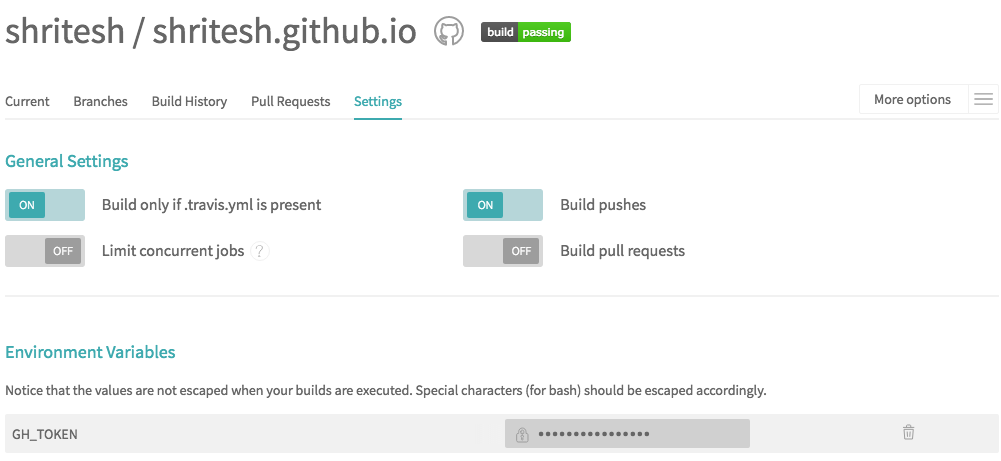 shritesh / shritesh.github.io build passing
Current Branches Build History Pull Requests Settings More options
General Settings
ON Build only if .travis.yml is present ON Build pushes
OFF Limit concurrent jobs ? OFF Build pull requests
Environment Variables
Notice that the values are not escaped when your builds are executed. Special characters (for bash) should be escaped accordingly.
GH_TOKEN ••••••••••••••••